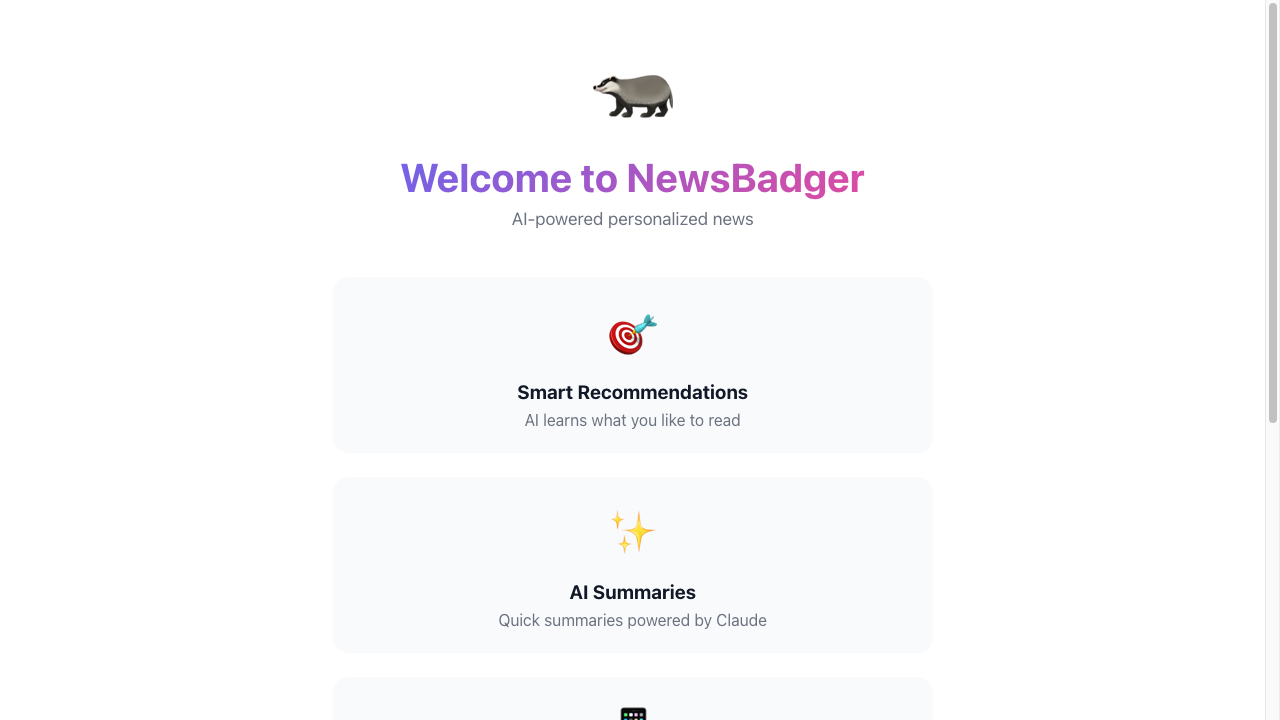 Welcome to NewsBadger
AI-powered personalized news
Smart Recommendations
AI learns what you like to read
AI Summaries
Quick summaries powered by Claude